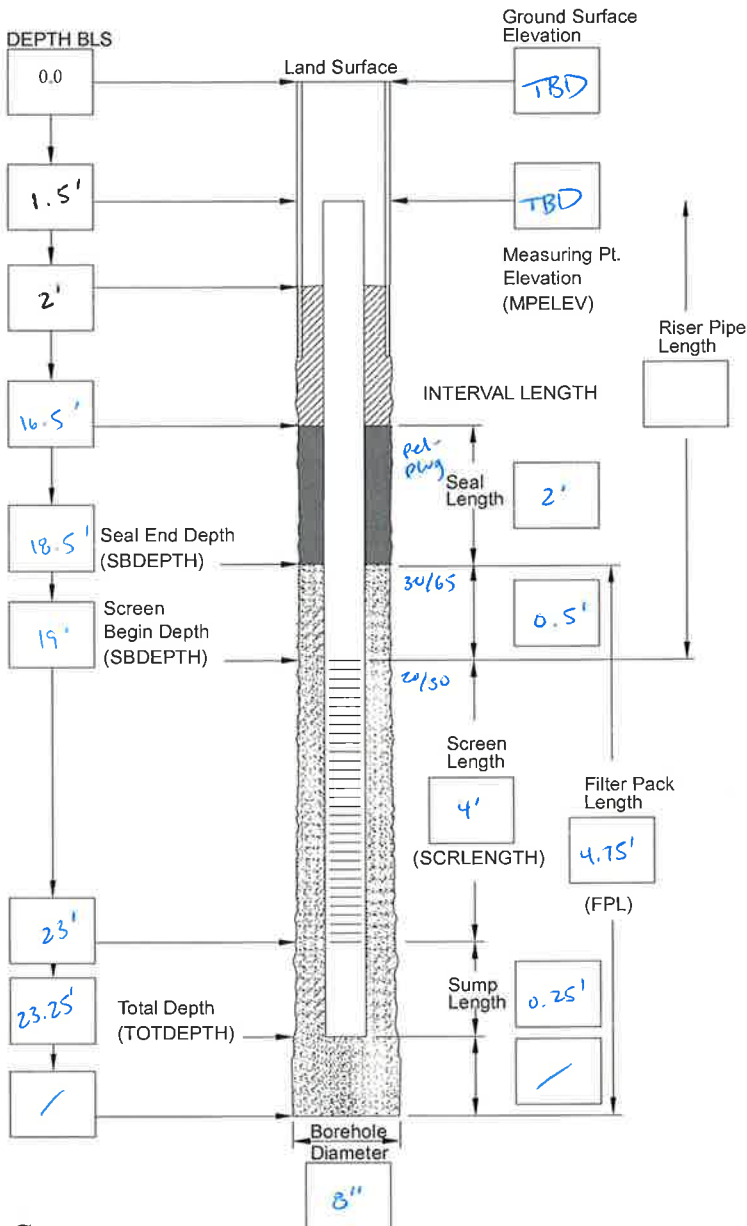 Ground Surface
Elevation
DEPTH BLS
0.0
Land Surface
TBD
1.5'
TBD
2'
Measuring Pt.
Elevation
(MPELEV)
Riser Pipe
Length
16.5'
INTERVAL LENGTH
pel-
plug
Seal
Length
2'
18.5'
Seal End Depth
(SBDEPTH)
30/65
0.5'
19'
Screen
Begin Depth
(SBDEPTH)
20/30
Screen
Length
4'
(SCRLENGTH)
Filter Pack
Length
4.75'
(FPL)
23'
23.25'
Total Depth
(TOTDEPTH)
Sump
Length
0.25'
/
/
Borehole
Diameter
8"